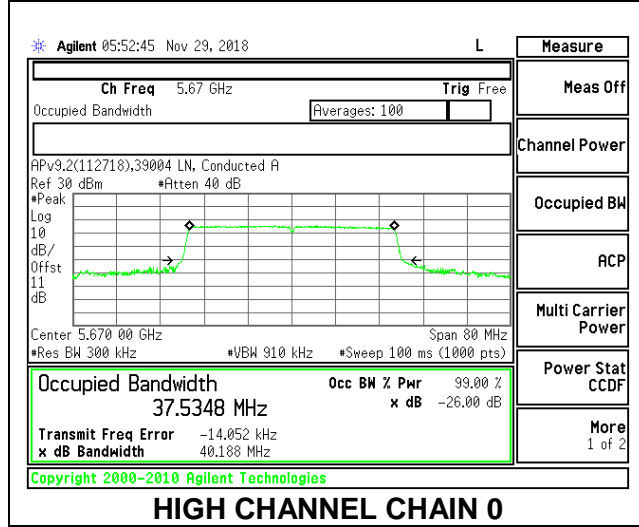 Agilent 05:52:45 Nov 29, 2018 L
Measure
Ch Freq 5.67 GHz Trig Free
Occupied Bandwidth Averages: 100
Meas Off
Channel Power
APv9.2(112718),39004 LN, Conducted A
Ref 30 dBm #Atten 40 dB
#Peak
Log
10
dB/
Offst
11
dB
Occupied BW
ACP
Multi Carrier
Power
Center 5.670 00 GHz Span 80 MHz
#Res BW 300 kHz #VBW 910 kHz #Sweep 100 ms (1000 pts)
Power Stat
CCDF
Occupied Bandwidth Occ BW % Pwr 99.00 %
37.5348 MHz x dB -26.00 dB
Transmit Freq Error -14.052 kHz
x dB Bandwidth 40.188 MHz
More
1 of 2
Copyright 2000-2010 Agilent Technologies
HIGH CHANNEL CHAIN 0